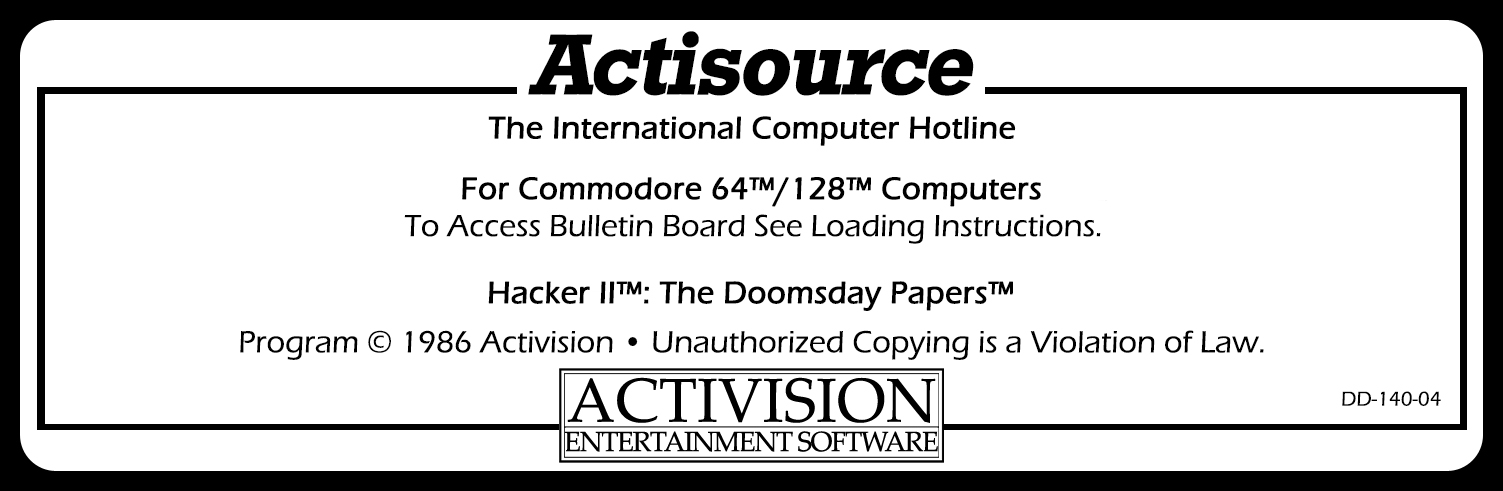 Actisource
The International Computer Hotline
For Commodore 64™/128™ Computers
To Access Bulletin Board See Loading Instructions.
Hacker II™: The Doomsday Papers™
Program © 1986 Activision • Unauthorized Copying is a Violation of Law.
DD-140-04
ACTIVISION
ENTERTAINMENT SOFTWARE